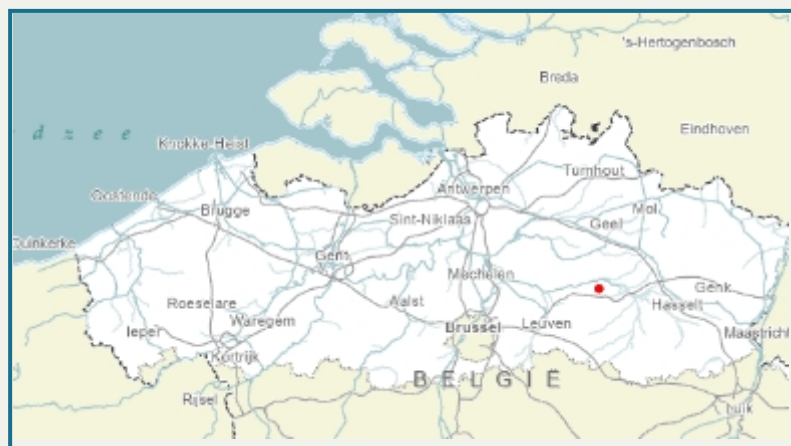 's-Hertogenbosch
Breda
dzee
Eindhoven
Knokke-Heist
Turnhout
Antwerpen
Oostende
Mol
Brugge
Sint-Niklaas
Geel
Duinkerke
Gent
Mechelen
Genk
Roeselare
Aalst
Hasselt
Ieper
Waregem
Brussel
Leuven
Maastricht
Kortrijk
BELGIË
Rijsel
Luik